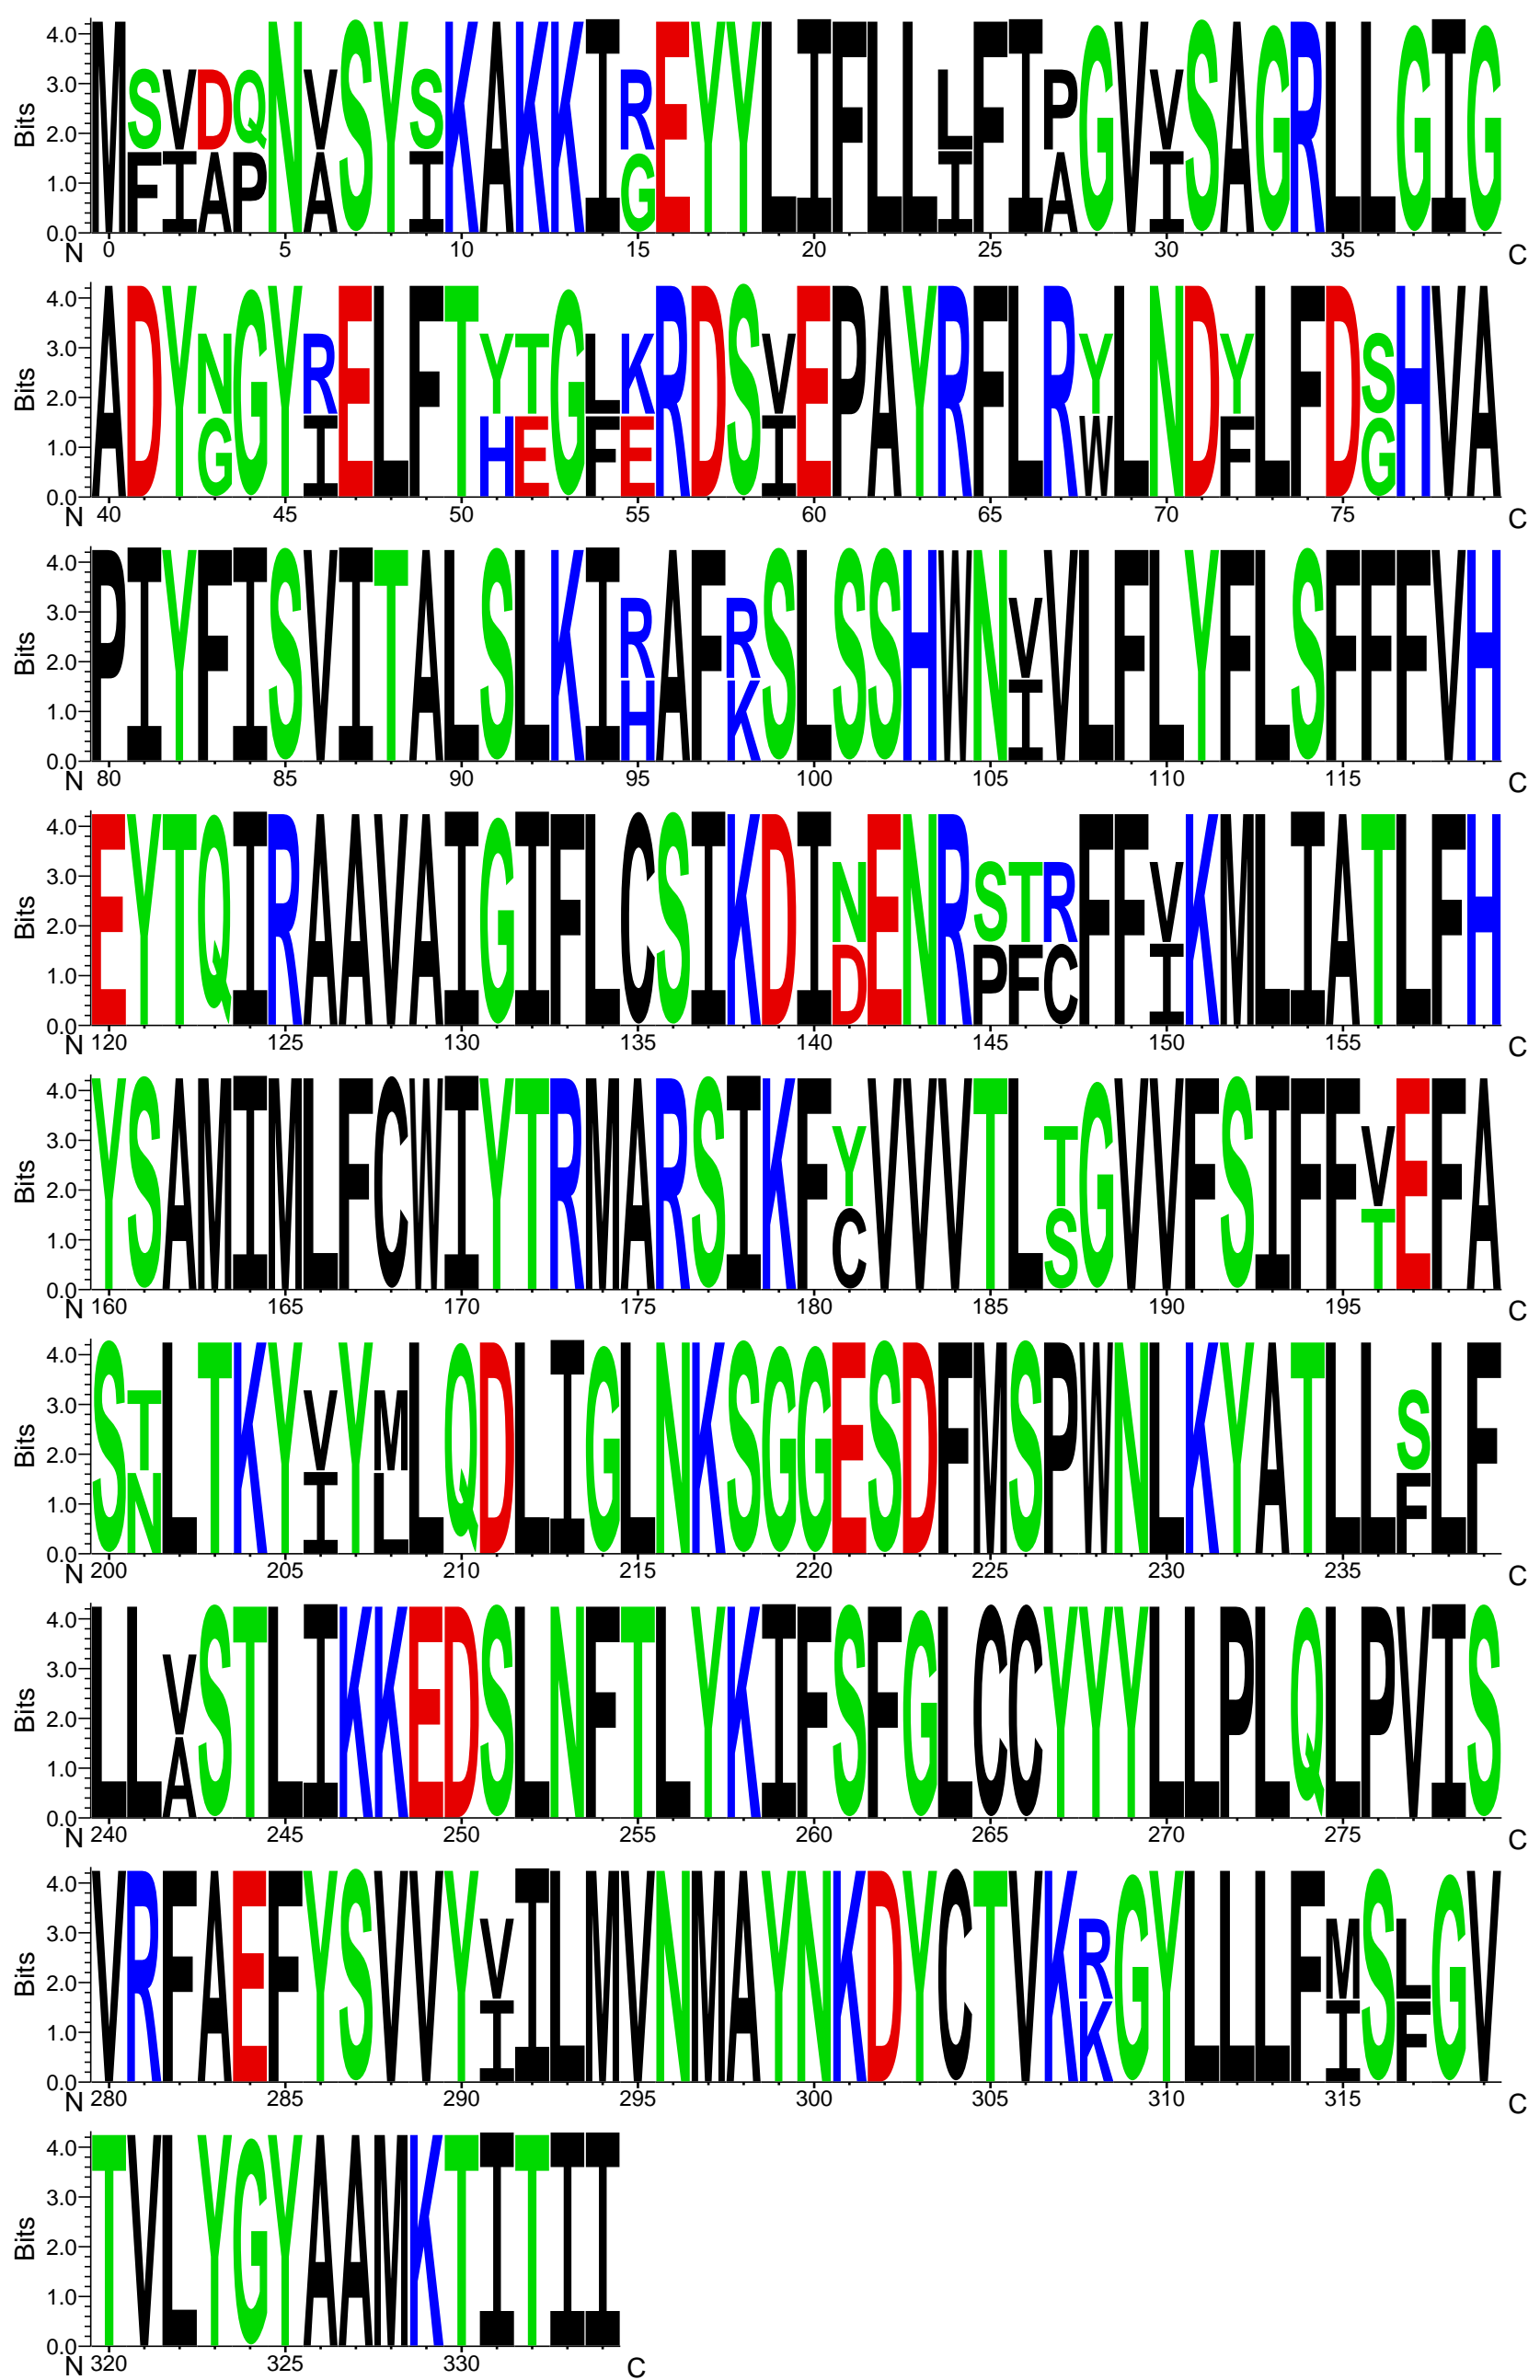 Bits
4.0
3.0
2.0
1.0
0.0
MSVDQNVSYSKAKKIREYYLIFLLLFIPGVVSAGRLLGIG
FIAPAIGIAI
N 0 5 10 15 20 25 30 35 C
Bits
4.0
3.0
2.0
1.0
0.0
ADYNGYRELFTYTGLKRDSVEPAYRFLRYLNDYLFDSHVA
GIHEFEIWFG
N 40 45 50 55 60 65 70 75 C
Bits
4.0
3.0
2.0
1.0
0.0
PIYFISVITALSLKIRAFRSLSSHWNVVLFLYFLSFFFVH
HKI
N 80 85 90 95 100 105 110 115 C
Bits
4.0
3.0
2.0
1.0
0.0
EYTQIRAAVAIGIFLCSIKDINENRSTRFFVKMLIATLFH
DPFCI
N 120 125 130 135 140 145 150 155 C
Bits
4.0
3.0
2.0
1.0
0.0
YSAMIMLFCWIYTRMARSIKFYVVVTLTGVVFSIFFVEFA
CST
N 160 165 170 175 180 185 190 195 C
Bits
4.0
3.0
2.0
1.0
0.0
STLTKYVYMLQDLIGLNKSGGESDFMSPWNLKYATLLSLF
NILF
N 200 205 210 215 220 225 230 235 C
Bits
4.0
3.0
2.0
1.0
0.0
LLVSTLIKKEDSLNFTLYKIFSFGLCCYYYLLPLQLPVIS
A
N 240 245 250 255 260 265 270 275 C
Bits
4.0
3.0
2.0
1.0
0.0
VRFAEFYSVVYVILMVNMAYNKDYCTVKRGYLLLFMSLGV
IKIF
N 280 285 290 295 300 305 310 315 C
Bits
4.0
3.0
2.0
1.0
0.0
TVLYGYAAMKTITII
N 320 325 330 C